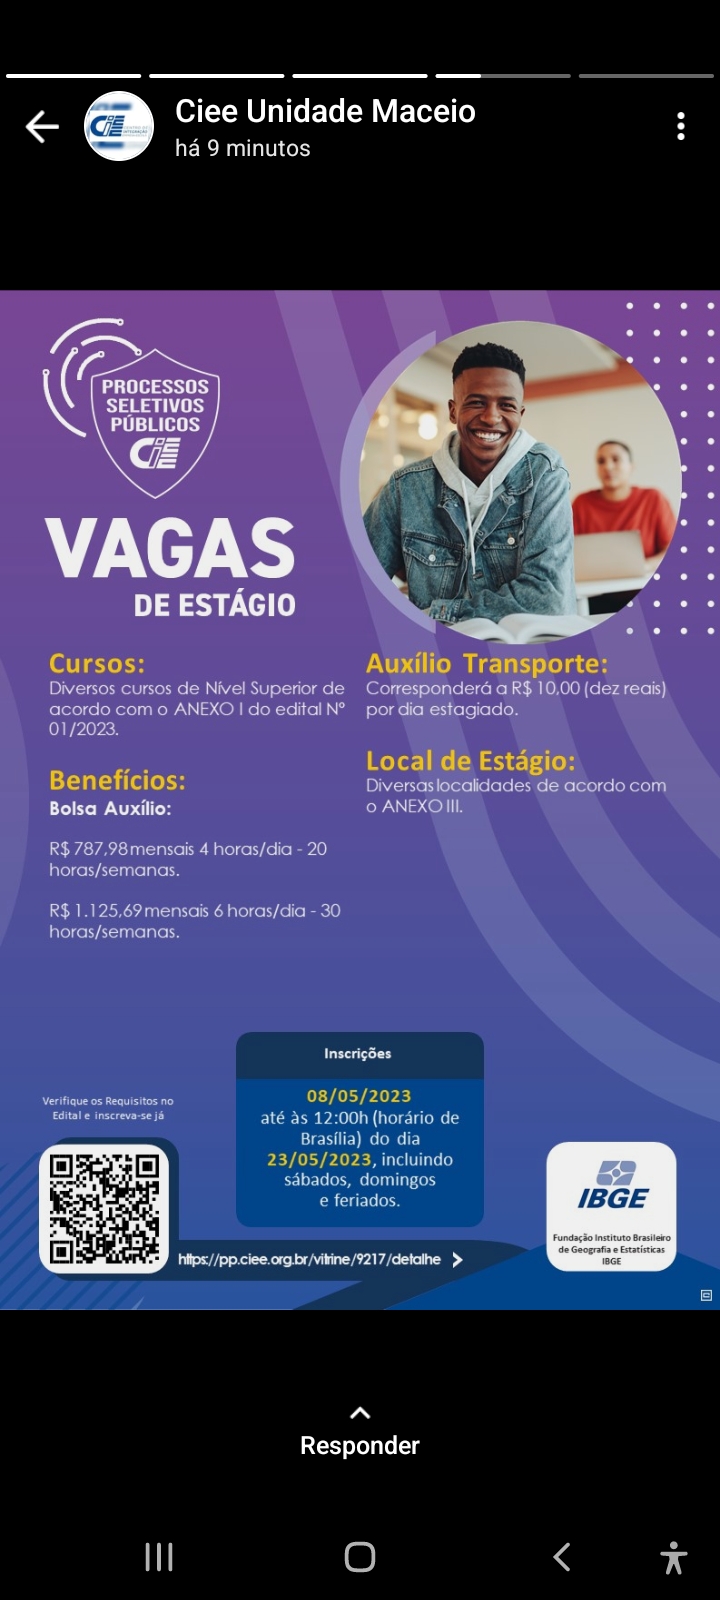 Ciee Unidade Maceio
há 9 minutos
PROCESSOS
SELETIVOS
PÚBLICOS
CIEE
VAGAS
DE ESTÁGIO
Cursos:
Diversos cursos de Nível Superior de
acordo com o ANEXO I do edital Nº
01/2023.
Benefícios:
Bolsa Auxílio:
R$ 787,98 mensais 4 horas/dia - 20
horas/semanas.
R$ 1.125,69 mensais 6 horas/dia - 30
horas/semanas.
Auxílio Transporte:
Corresponderá a R$ 10,00 (dez reais)
por dia estagiado.
Local de Estágio:
Diversas localidades de acordo com
o ANEXO III.
Inscrições
08/05/2023
até às 12:00h (horário de
Brasília) do dia
23/05/2023, incluindo
sábados, domingos
e feriados.
Verifique os Requisitos no
Edital e inscreva-se já
https://pp.ciee.org.br/vitrine/9217/detalhe
IBGE
Fundação Instituto Brasileiro
de Geografia e Estatísticas
IBGE
Responder